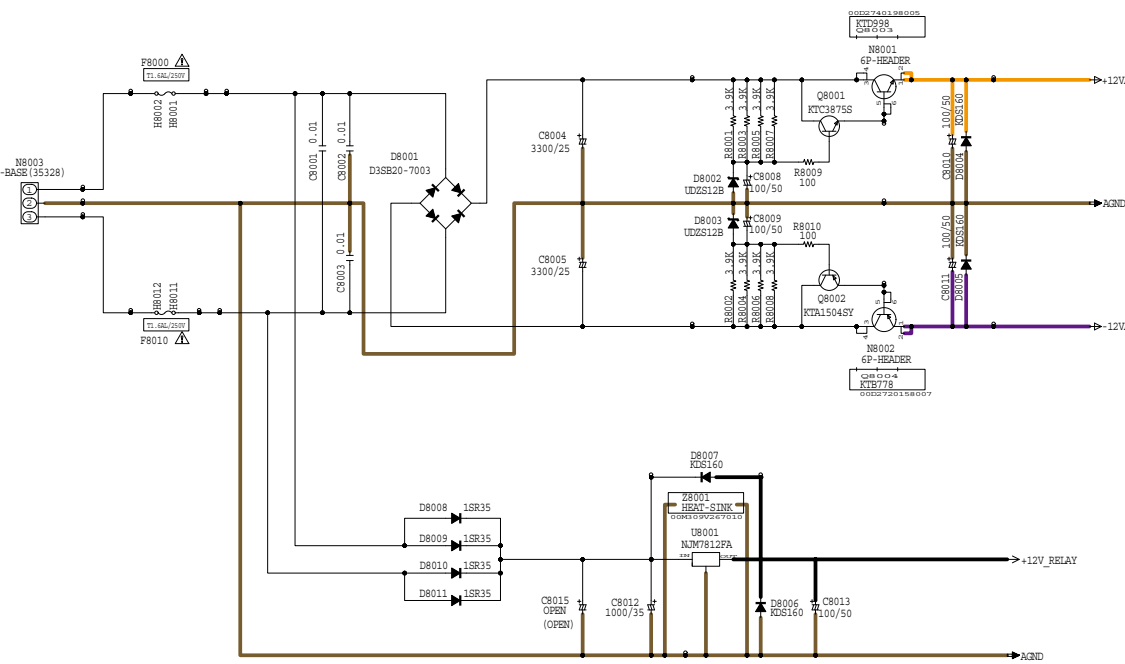 00D2740198005
KTD998
Q8003
N8001
6P-HEADER
F8000
T1.6AL/250V
H8002
H8001
C8001 0.01
C8002 0.01
D8001
D3SB20-7003
C8004
3300/25
R8001 3.9K
R8003 3.9K
R8005 3.9K
R8007 3.9K
Q8001
KTC3875S
R8009
100
C8010 100/50
D8004 KDS160
+12V
N8003
-BASE(35328)
1
2
3
D8002
UDZS12B
C8008
100/50
AGND
D8003
UDZS12B
C8009
100/50
R8010
100
C8003 0.01
C8005
3300/25
R8002 3.9K
R8004 3.9K
R8006 3.9K
R8008 3.9K
Q8002
KTA1504SY
C8011 100/50
D8005 KDS160
H8012
H8011
T1.6AL/250V
F8010
-12V
N8002
6P-HEADER
Q8004
KTB778
00D2720158007
D8007
KDS160
Z8001
HEAT-SINK
00M309V267010
U8001
NJM7812FA
IN
OUT
D8008 1SR35
D8009 1SR35
D8010 1SR35
D8011 1SR35
+12V_RELAY
C8015
OPEN
(OPEN)
C8012
1000/35
D8006
KDS160
C8013
100/50
AGND